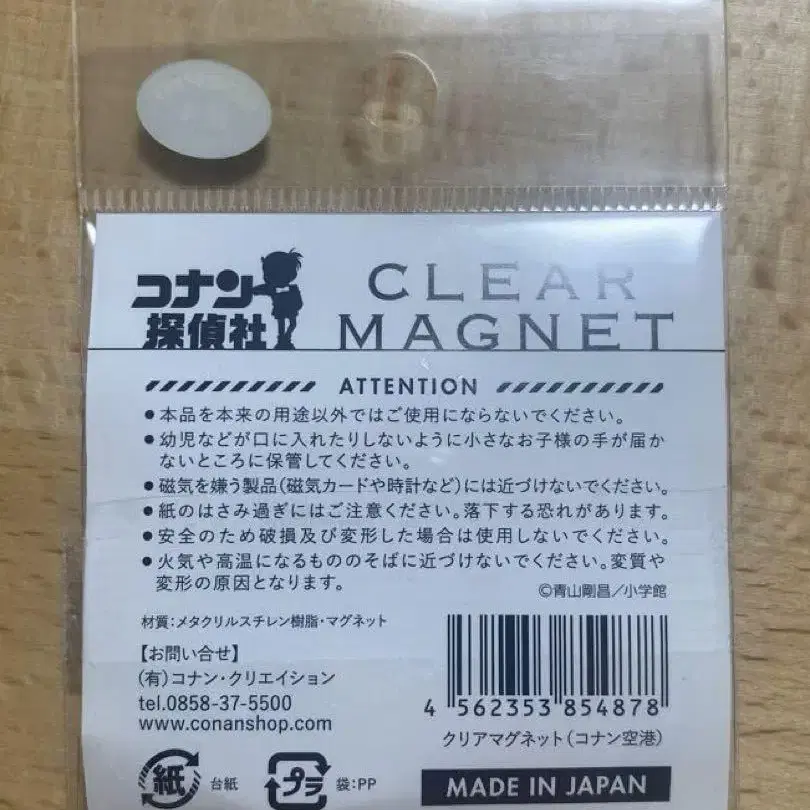 コナン
探偵社
CLEAR
MAGNET
ATTENTION
●本品を本来の用途以外ではご使用にならないでください。
●幼児などが口に入れたりしないように小さなお子様の手が届か
ないところに保管してください。
●磁気を嫌う製品(磁気カードや時計など)には近づけないでください。
●紙のはさみ過ぎにはご注意ください。落下する恐れがあります。
●安全のため破損及び変形した場合は使用しないでください。
●火気や高温になるもののそばに近づけないでください。変質や
変形の原因となります。
©青山剛昌/小学館
材質:メタクリルスチレン樹脂・マグネット
【お問い合せ】
(有)コナン・クリエイション
tel.0858-37-5500
www.conanshop.com
4 562353 854878
クリアマグネット(コナン空港)
紙 台紙 プラ 袋:PP
MADE IN JAPAN